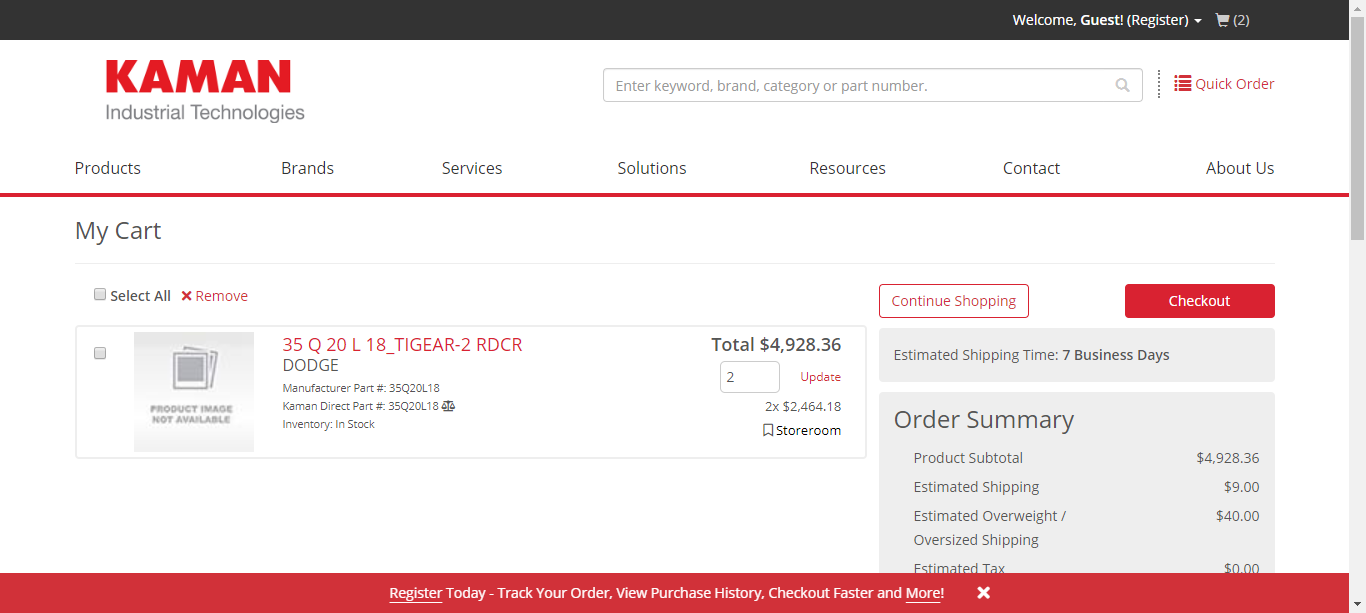 Welcome, Guest! (Register) (2)
KAMAN
Industrial Technologies
Enter keyword, brand, category or part number.
Quick Order
Products Brands Services Solutions Resources Contact About Us
My Cart
Select All Remove
Continue Shopping Checkout
35 Q 20 L 18_TIGEAR-2 RDCR
DODGE
Manufacturer Part #: 35Q20L18
Kaman Direct Part #: 35Q20L18
Inventory: In Stock
PRODUCT IMAGE
NOT AVAILABLE
Total $4,928.36
2 Update
2x $2,464.18
Storeroom
Estimated Shipping Time: 7 Business Days
Order Summary
Product Subtotal $4,928.36
Estimated Shipping $9.00
Estimated Overweight / $40.00
Oversized Shipping
Estimated Tax $0.00
Register Today - Track Your Order, View Purchase History, Checkout Faster and More!